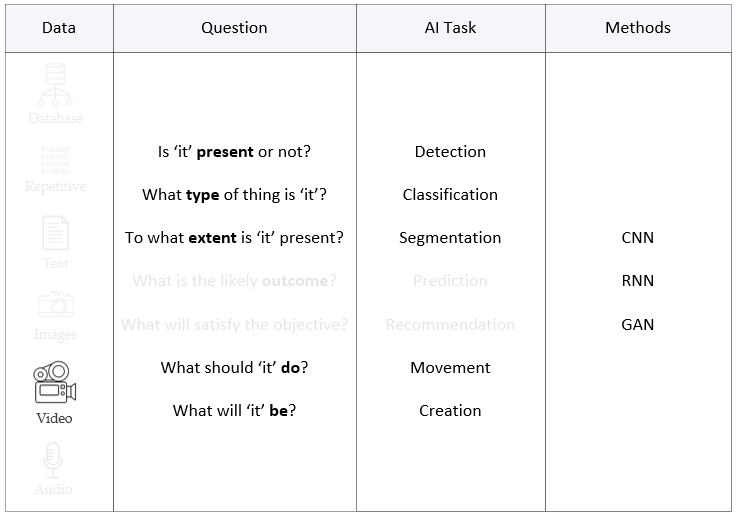 Data Question AI Task Methods
Database
Is ‘it’ present or not? Detection
Repetitive
What type of thing is ‘it’? Classification
To what extent is ‘it’ present? Segmentation CNN
Text
What is the likely outcome? Prediction RNN
What will satisfy the objective? Recommendation GAN
Images
What should ‘it’ do? Movement
What will ‘it’ be? Creation
Video
Audio